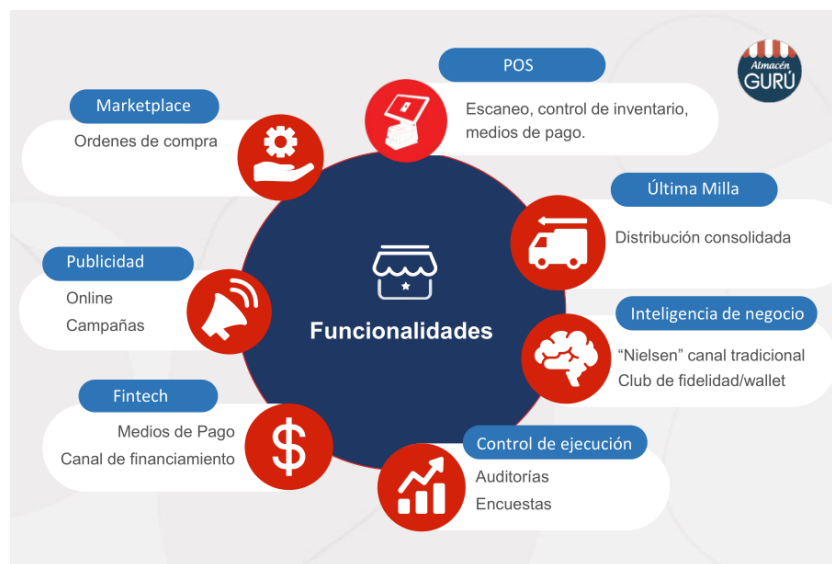 Almacén
GURÚ
POS
Escaneo, control de inventario,
medios de pago.
Marketplace
Ordenes de compra
Última Milla
Distribución consolidada
Publicidad
Online
Campañas
Funcionalidades
Inteligencia de negocio
“Nielsen” canal tradicional
Club de fidelidad/wallet
Fintech
Medios de Pago
Canal de financiamiento
Control de ejecución
Auditorías
Encuestas